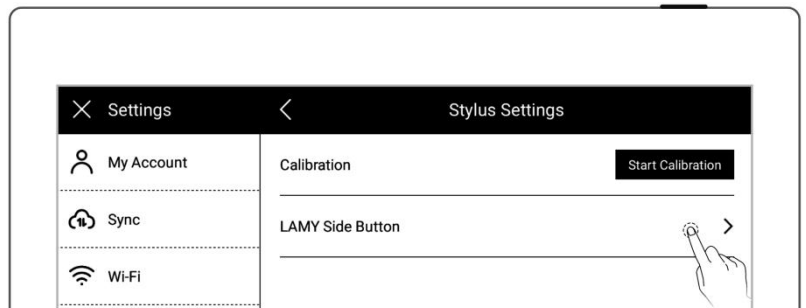 Settings
Stylus Settings
My Account
Calibration
Start Calibration
Sync
LAMY Side Button
Wi-Fi